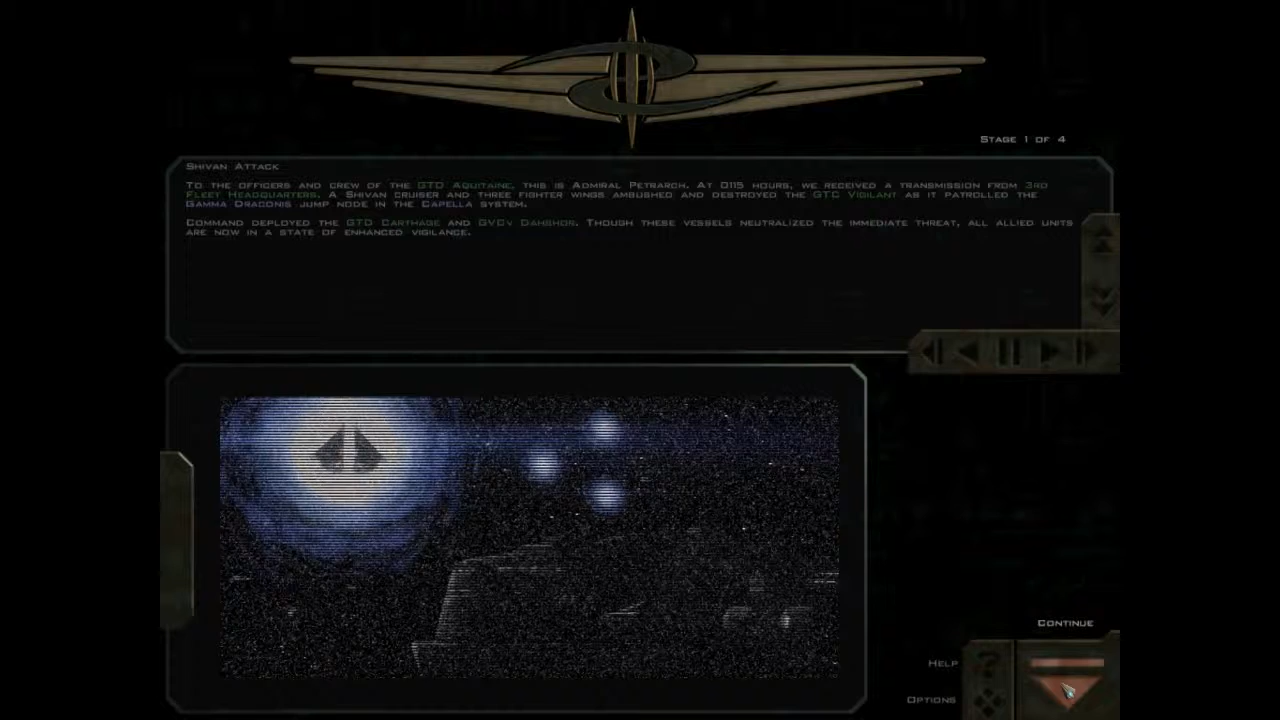 Stage 1 of 4
Shivan Attack
To the officers and crew of the GTD Aquitaine, this is Admiral Petrarch. At 0115 hours, we received a transmission from 3rd
Fleet Headquarters. A Shivan cruiser and three fighter wings ambushed and destroyed the GTC Vigilant as it patrolled the
Gamma Draconis jump node in the Capella system.
Command deployed the GTD Carthage and GVCv Dahshor. Though these vessels neutralized the immediate threat, all allied units
are now in a state of enhanced vigilance.
Continue
Help
?
Options